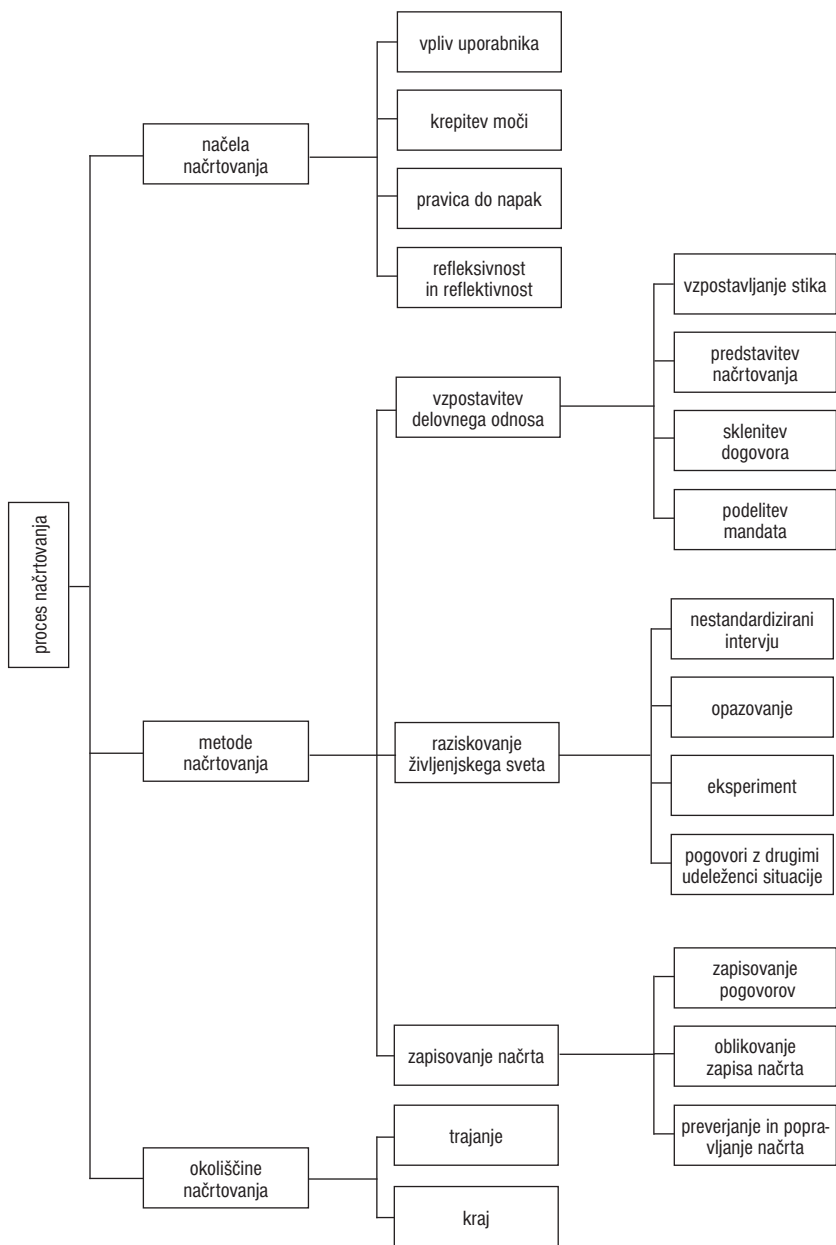 proces načrtovanja
načela
načrtovanja
vpliv uporabnika
krepitev moči
pravica do napak
refleksivnost
in reflektivnost
metode
načrtovanja
vzpostavitev
delovnega odnosa
vzpostavljanje stika
predstavitev
načrtovanja
sklenitev
dogovora
podelitev
mandata
raziskovanje
življenjskega sveta
nestandardizirani
intervju
opazovanje
eksperiment
pogovori z drugimi
udeleženci situacije
zapisovanje načrta
zapisovanje
pogovorov
oblikovanje
zapisa načrta
preverjanje in popra-
vljanje načrta
okoliščine
načrtovanja
trajanje
kraj